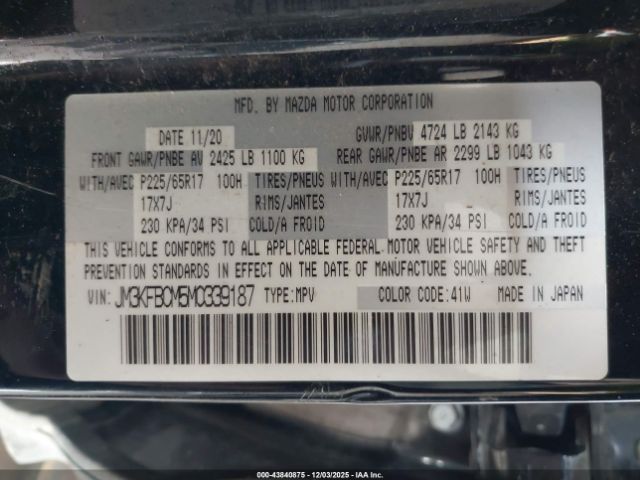 MFD. BY MAZDA MOTOR CORPORATION
DATE 11/20 GVWR/PNBV 4724 LB 2143 KG
FRONT GAWR/PNBE AV 2425 LB 1100 KG REAR GAWR/PNBE AR 2299 LB 1043 KG
WITH/AVEC P225/65R17 100H TIRES/PNEUS WITH/AVEC P225/65R17 100H TIRES/PNEUS
17X7J RIMS/JANTES 17X7J RIMS/JANTES
230 KPA/34 PSI COLD/A FROID 230 KPA/34 PSI COLD/A FROID
THIS VEHICLE CONFORMS TO ALL APPLICABLE FEDERAL MOTOR VEHICLE SAFETY AND THEFT
PREVENTION STANDARDS IN EFFECT ON THE DATE OF MANUFACTURE SHOWN ABOVE.
VIN: JM3KFBCM5M0339187 TYPE:MPV COLOR CODE:41W MADE IN JAPAN
000-43840875 - 12/03/2025 - IAA Inc.